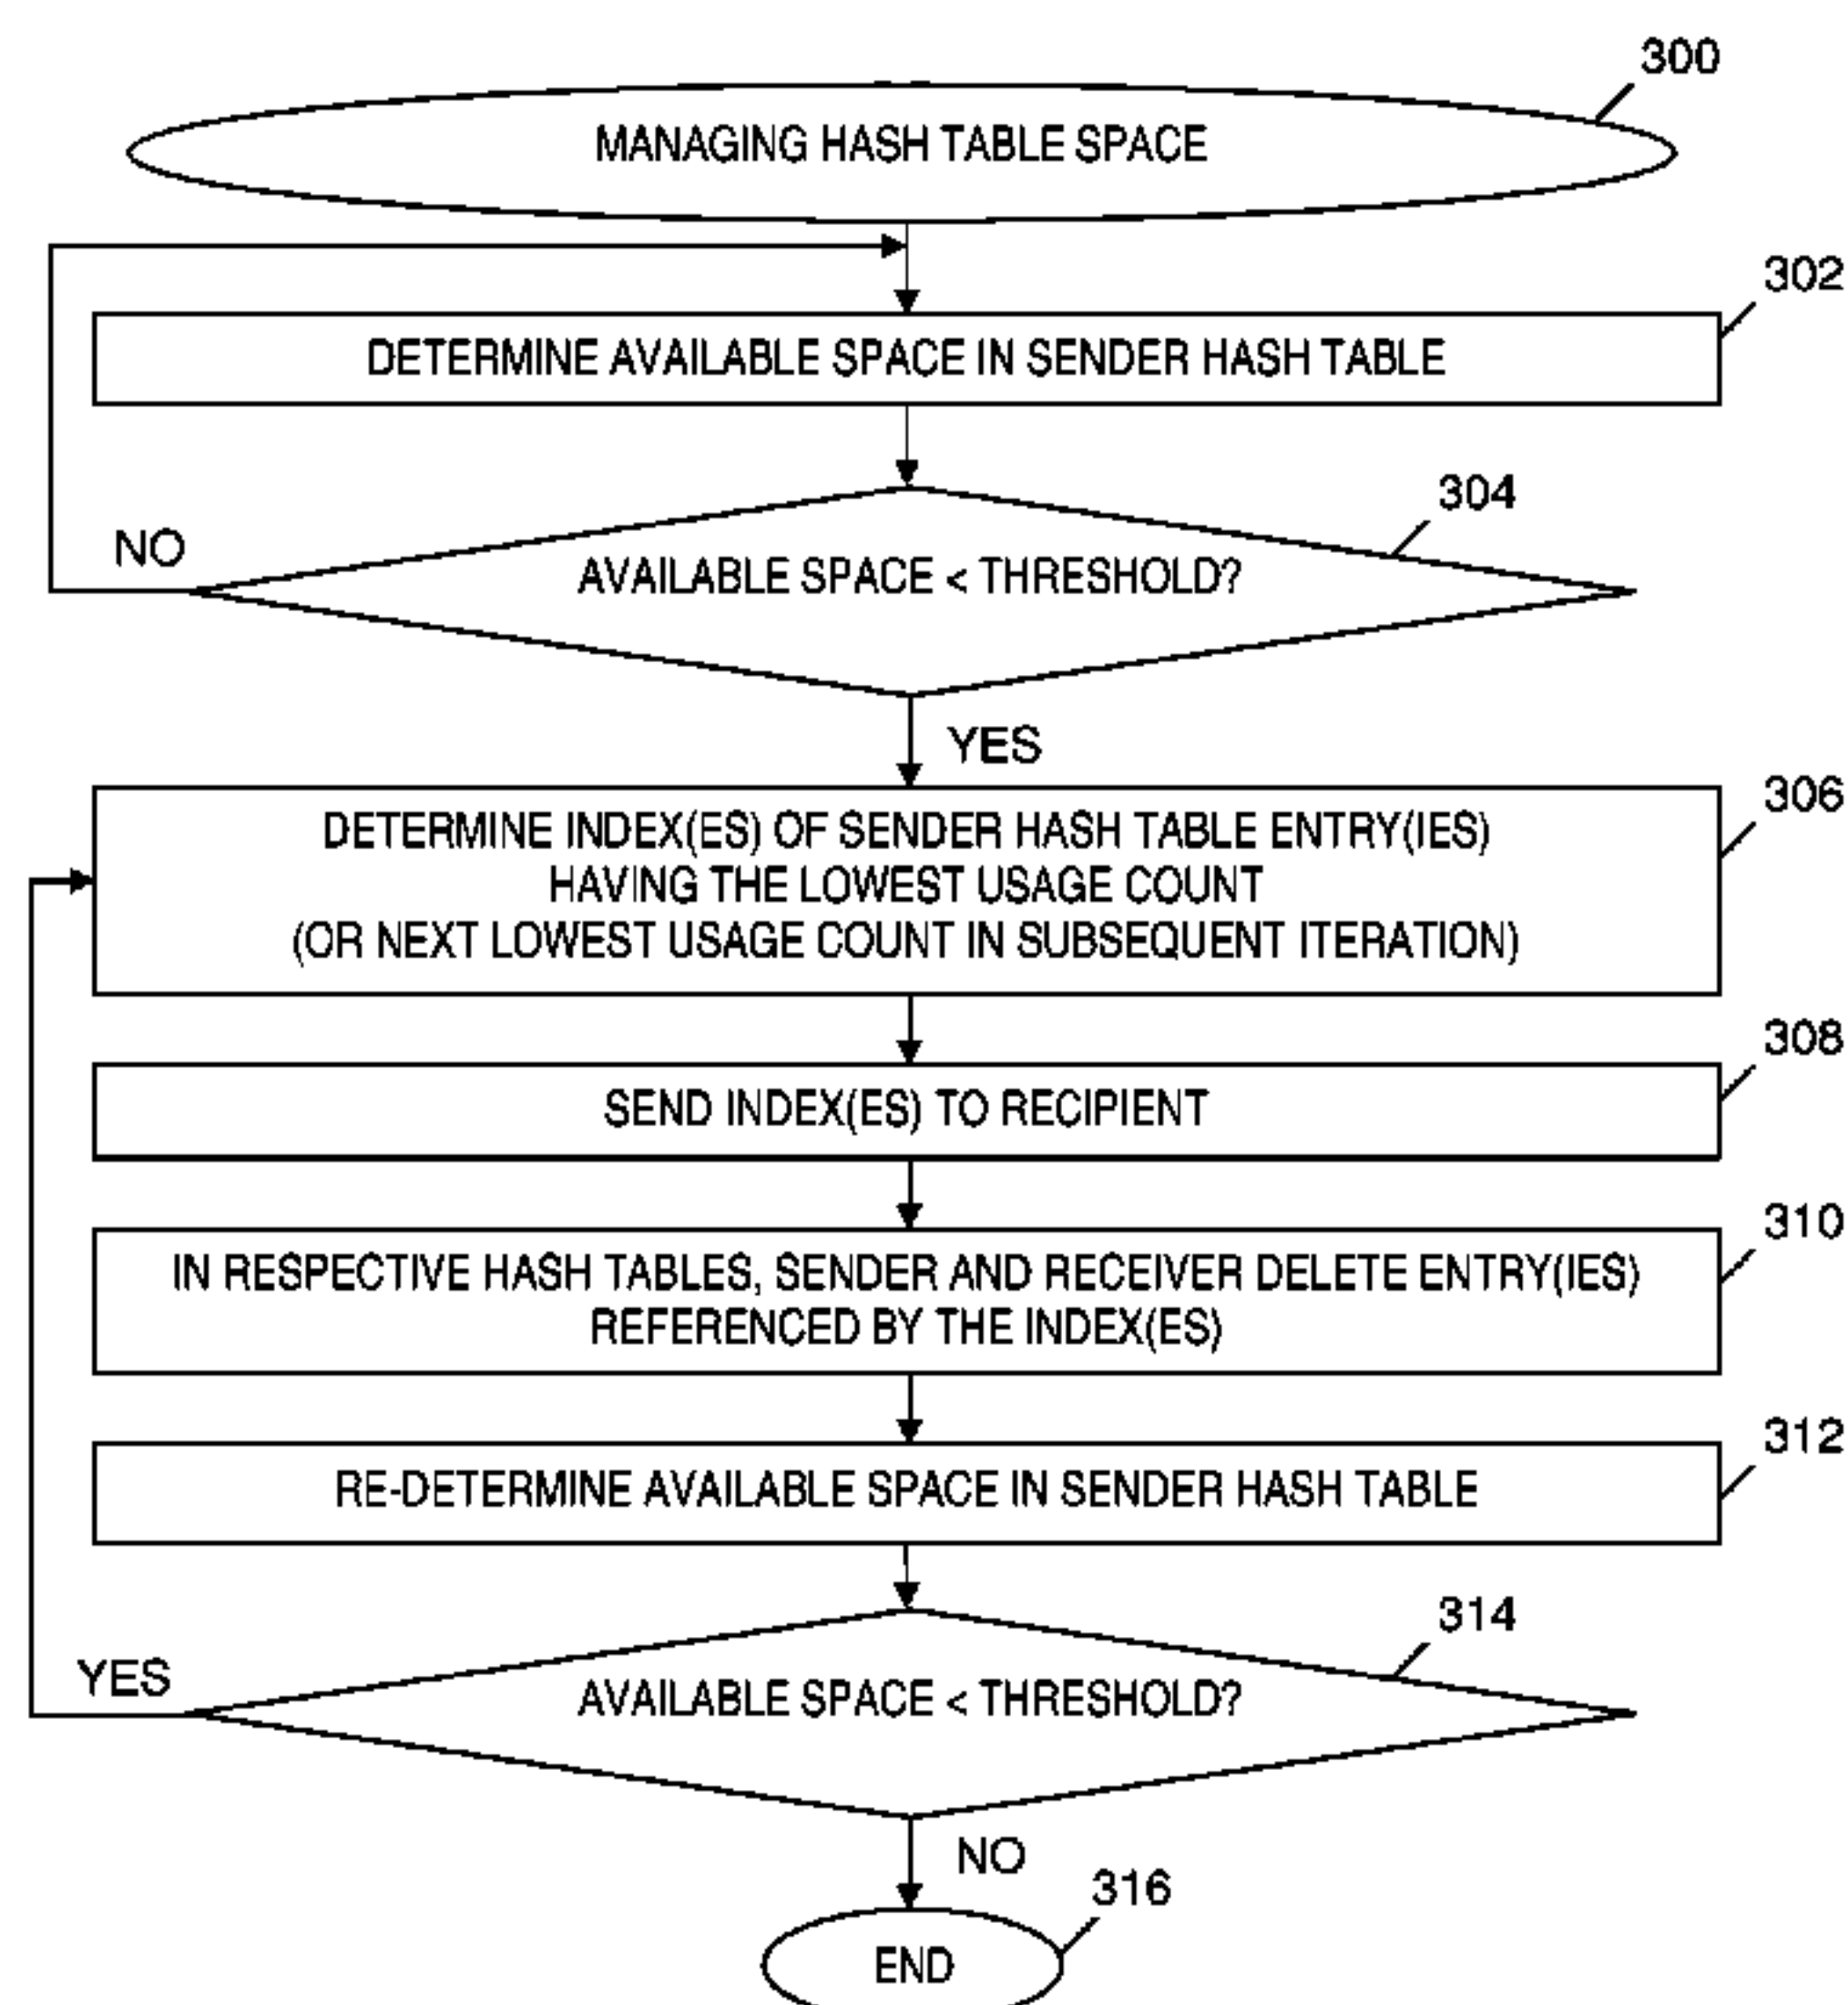 300
MANAGING HASH TABLE SPACE
302
DETERMINE AVAILABLE SPACE IN SENDER HASH TABLE
304
NO
AVAILABLE SPACE < THRESHOLD?
YES
306
DETERMINE INDEX(ES) OF SENDER HASH TABLE ENTRY(IES)
HAVING THE LOWEST USAGE COUNT
(OR NEXT LOWEST USAGE COUNT IN SUBSEQUENT ITERATION)
308
SEND INDEX(ES) TO RECIPIENT
310
IN RESPECTIVE HASH TABLES, SENDER AND RECEIVER DELETE ENTRY(IES)
REFERENCED BY THE INDEX(ES)
312
RE-DETERMINE AVAILABLE SPACE IN SENDER HASH TABLE
314
YES
AVAILABLE SPACE < THRESHOLD?
NO
316
END